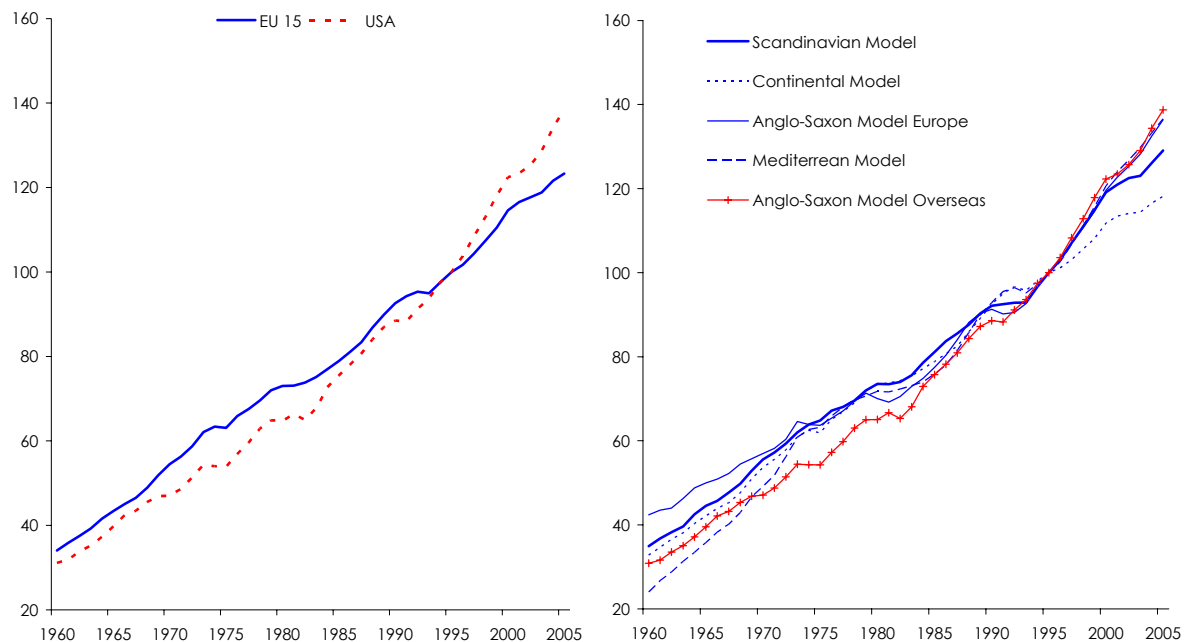 EU 15 USA
160
140
120
100
80
60
40
20
1960 1965 1970 1975 1980 1985 1990 1995 2000 2005
Scandinavian Model
Continental Model
Anglo-Saxon Model Europe
Mediterrean Model
Anglo-Saxon Model Overseas
160
140
120
100
80
60
40
20
1960 1965 1970 1975 1980 1985 1990 1995 2000 2005